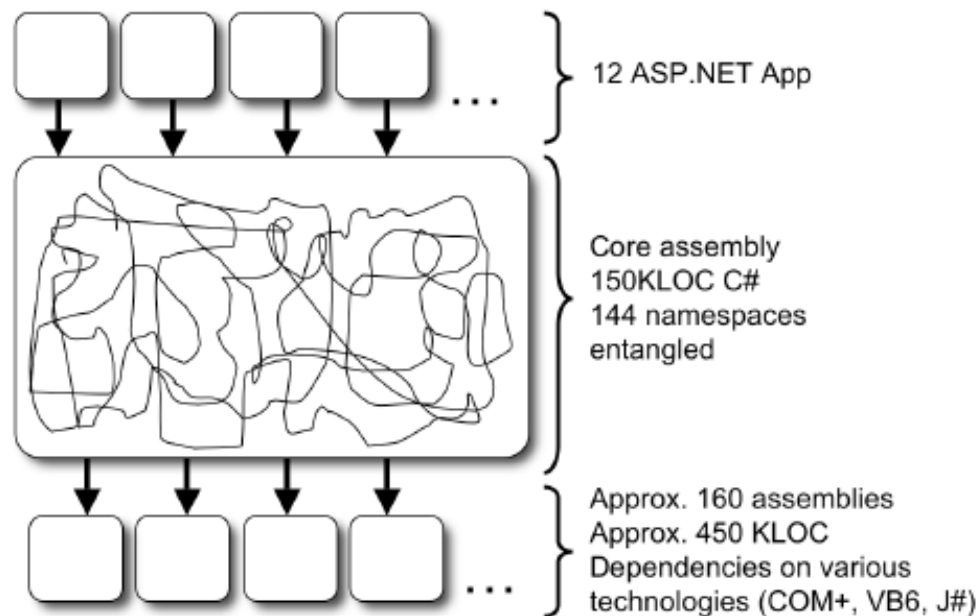 12 ASP.NET App
...
Core assembly
150KLOC C#
144 namespaces
entangled
Approx. 160 assemblies
Approx. 450 KLOC
Dependencies on various
technologies (COM+, VB6, J#)
...